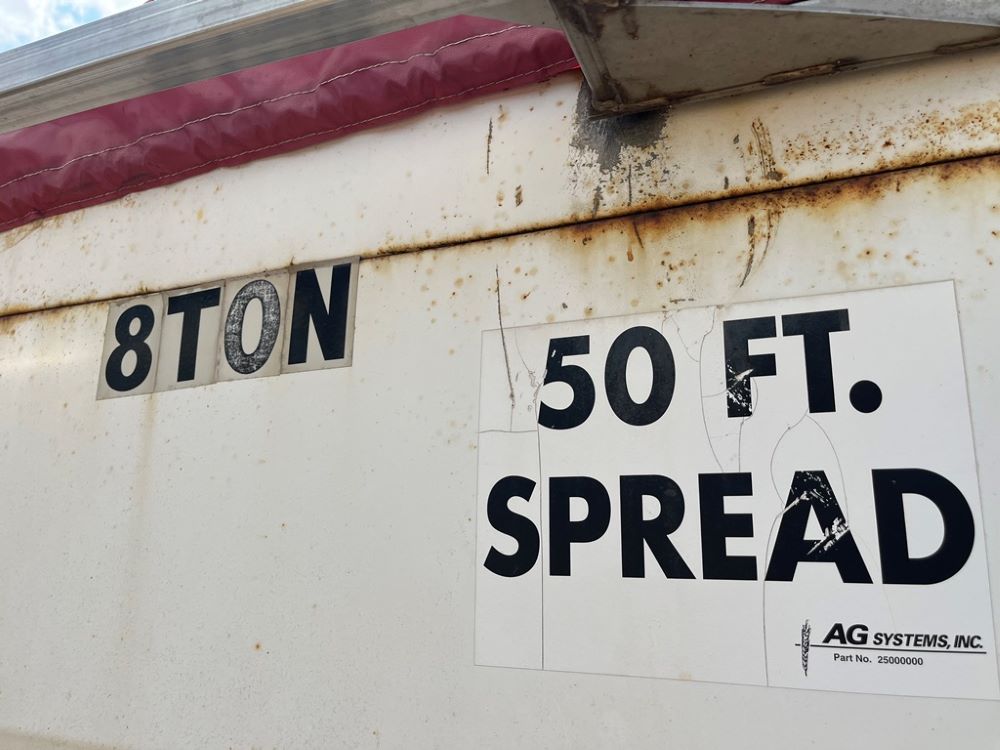 8TON
50 FT.
SPREAD
AG SYSTEMS, INC.
Part No. 25000000